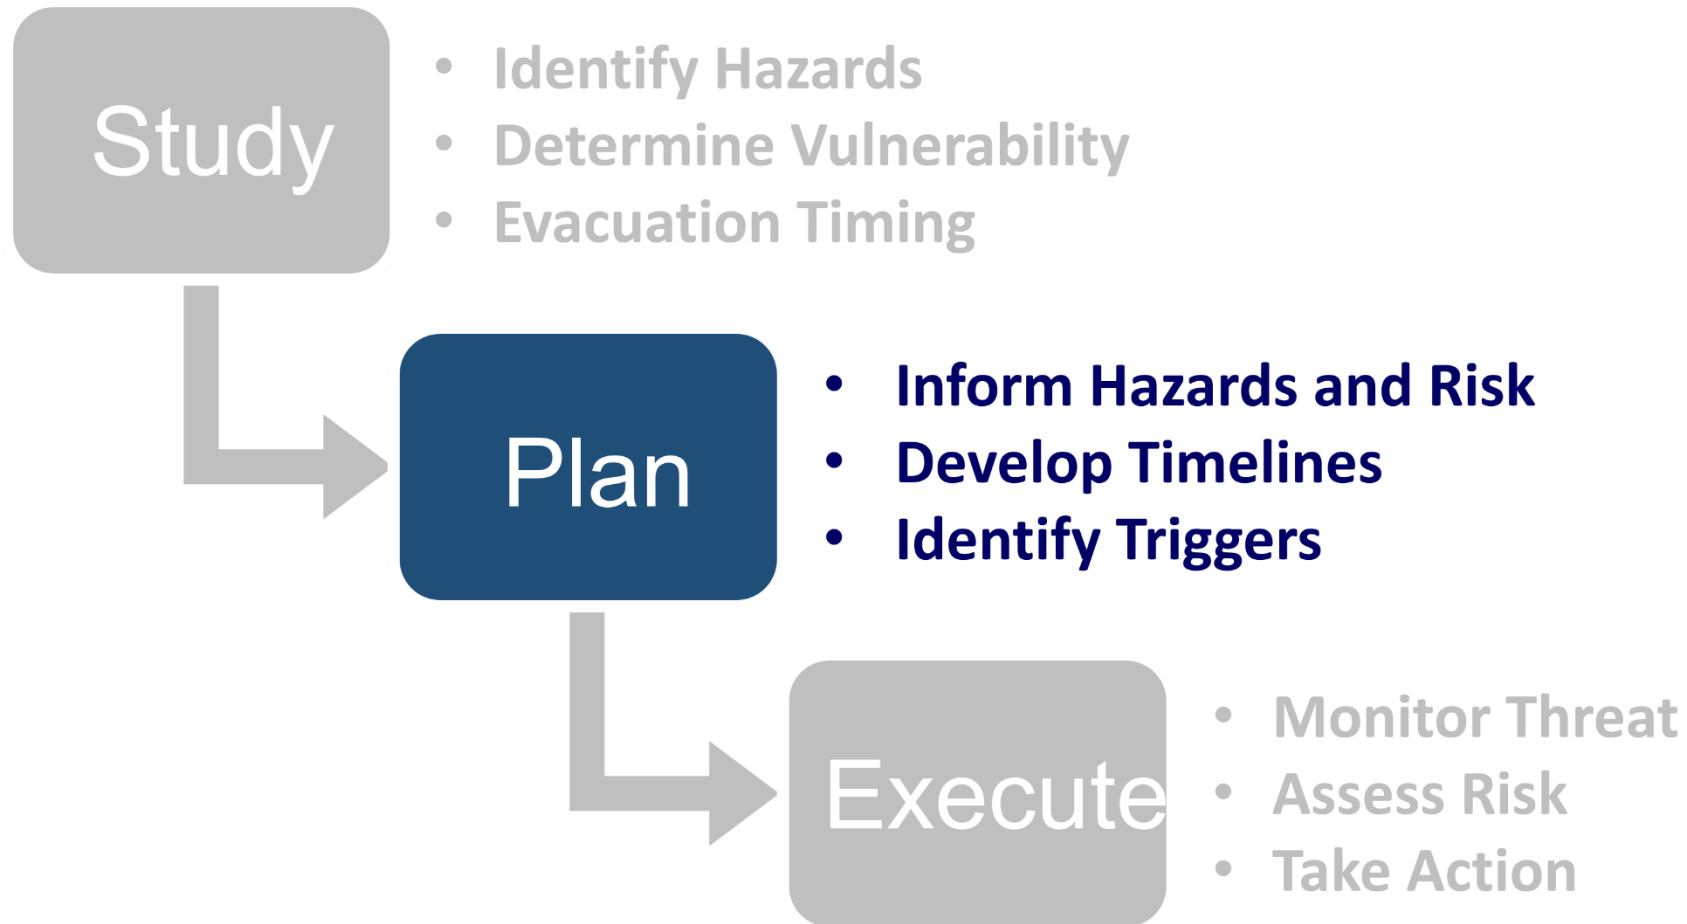 Study
• Identify Hazards
• Determine Vulnerability
• Evacuation Timing
Plan
• Inform Hazards and Risk
• Develop Timelines
• Identify Triggers
Execute
• Monitor Threat
• Assess Risk
• Take Action